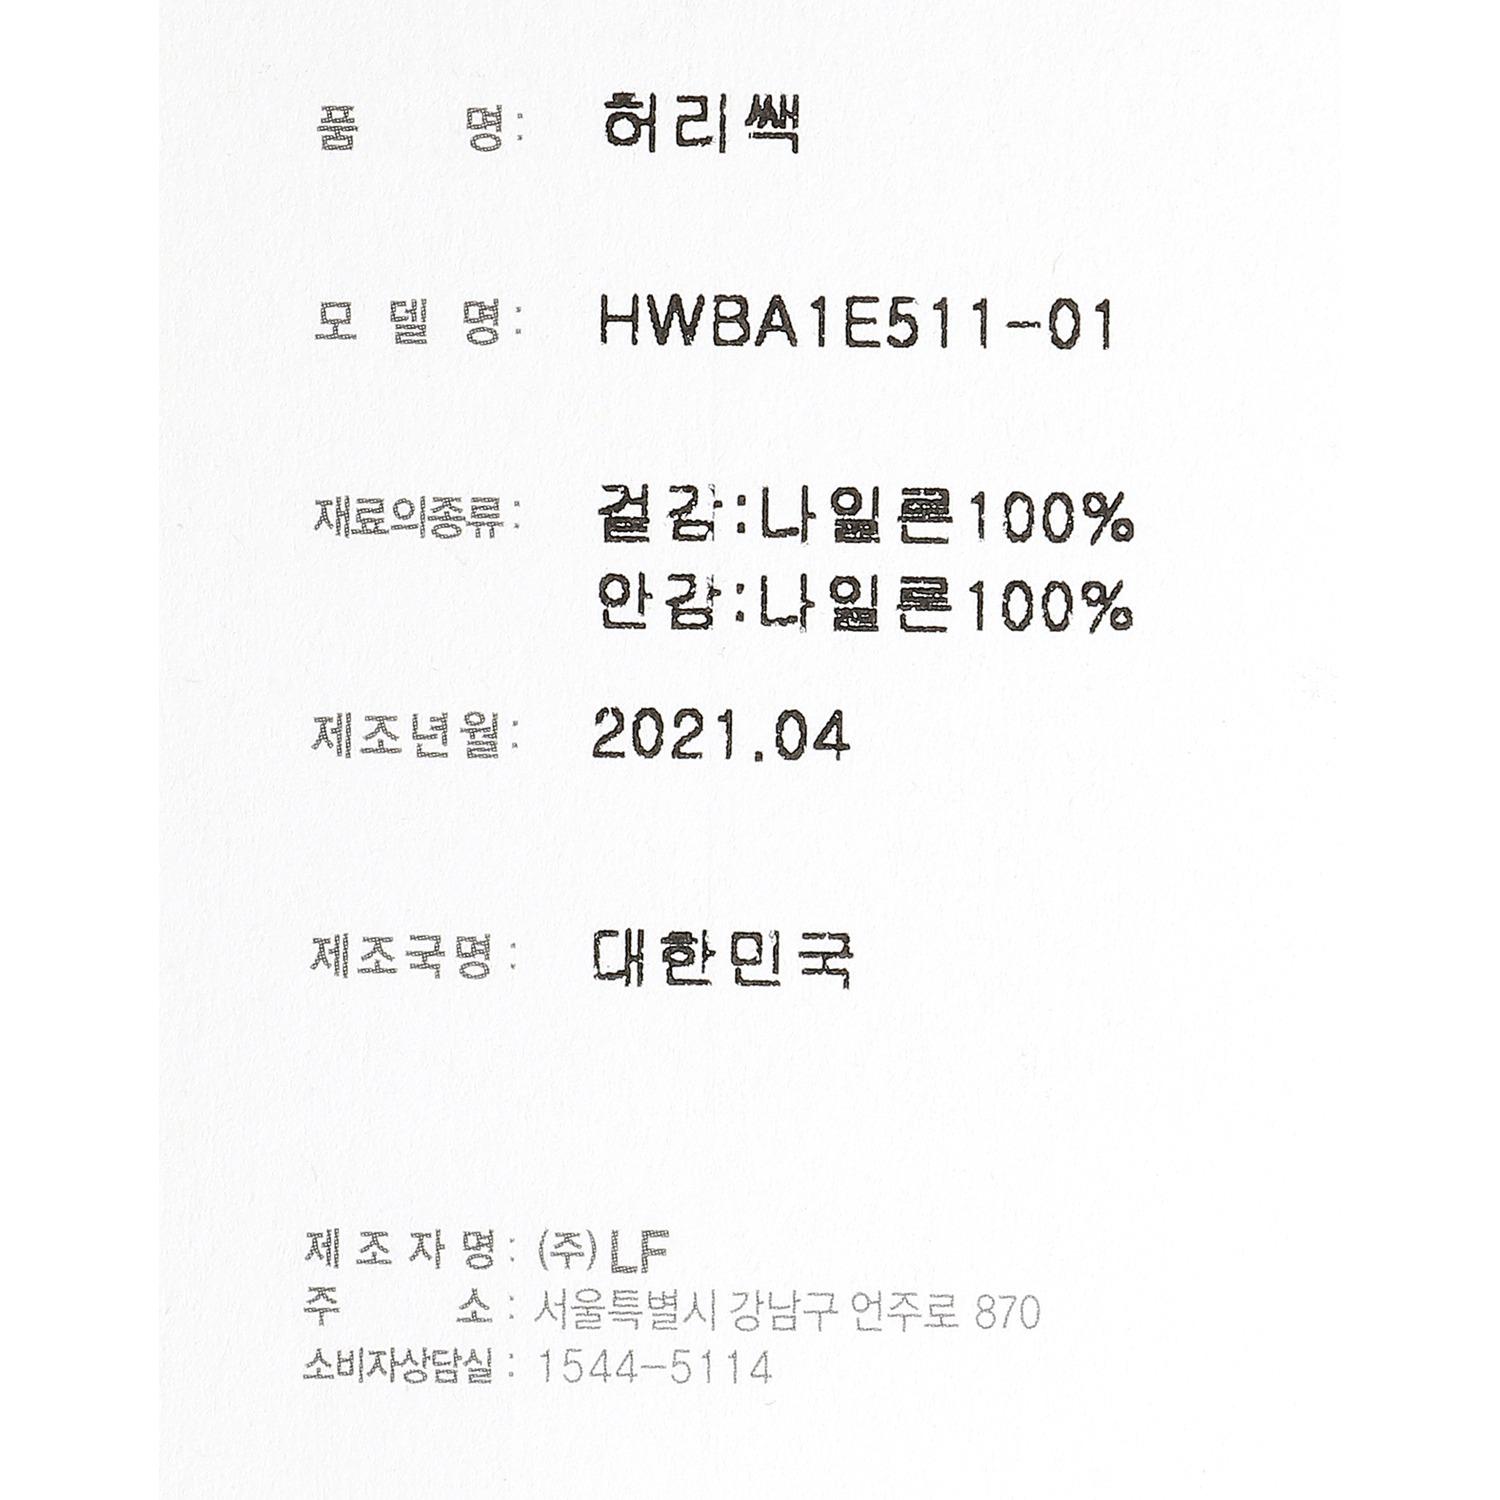 품 명: 허리쌕
모델명: HWBA1E511-01
재료의종류: 겉감:나일론100%
안감:나일론100%
제조년월: 2021.04
제조국명: 대한민국
제조자명: (주)LF
주 소: 서울특별시 강남구 언주로 870
소비자상담실: 1544-5114